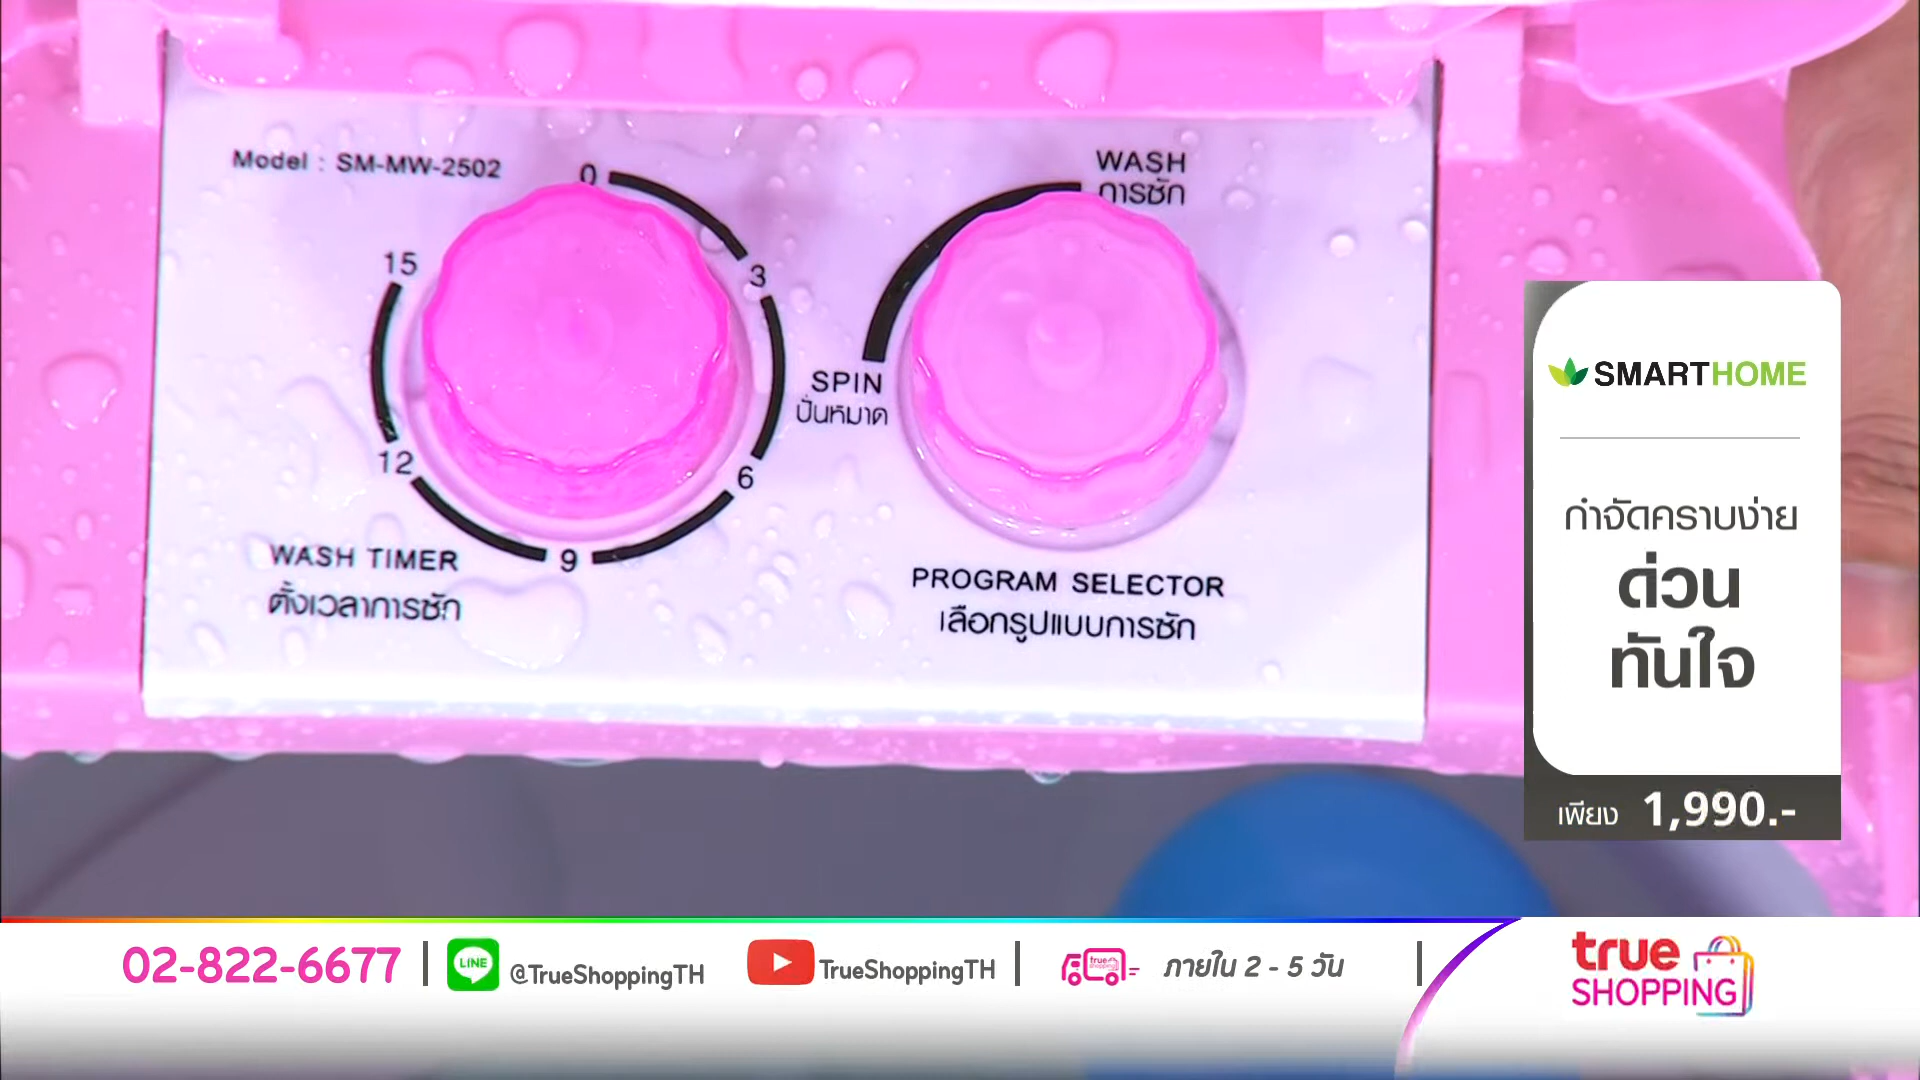 Model : SM-MW-2502
0
3
6
9
12
15
WASH TIMER
ตั้งเวลาการซัก
WASH
การซัก
SPIN
ปั่นหมาด
PROGRAM SELECTOR
เลือกรูปแบบการซัก
SMARTHOME
กำจัดคราบง่าย
ด่วน
ทันใจ
เพียง 1,990.-
02-822-6677
LINE
@TrueShoppingTH
TrueShoppingTH
ภายใน 2 - 5 วัน
true
SHOPPING